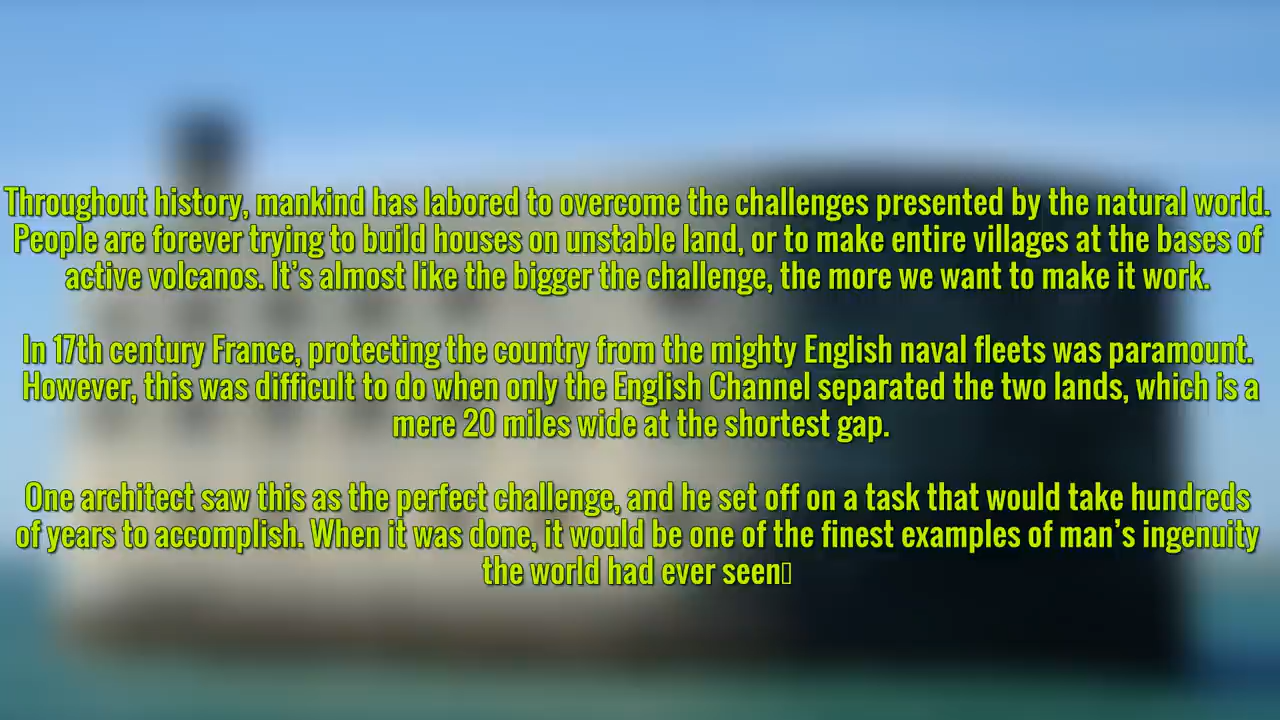 Throughout history, mankind has labored to overcome the challenges presented by the natural world.
People are forever trying to build houses on unstable land, or to make entire villages at the bases of
active volcanos. It’s almost like the bigger the challenge, the more we want to make it work.
In 17th century France, protecting the country from the mighty English naval fleets was paramount.
However, this was difficult to do when only the English Channel separated the two lands, which is a
mere 20 miles wide at the shortest gap.
One architect saw this as the perfect challenge, and he set off on a task that would take hundreds
of years to accomplish. When it was done, it would be one of the finest examples of man’s ingenuity
the world had ever seen